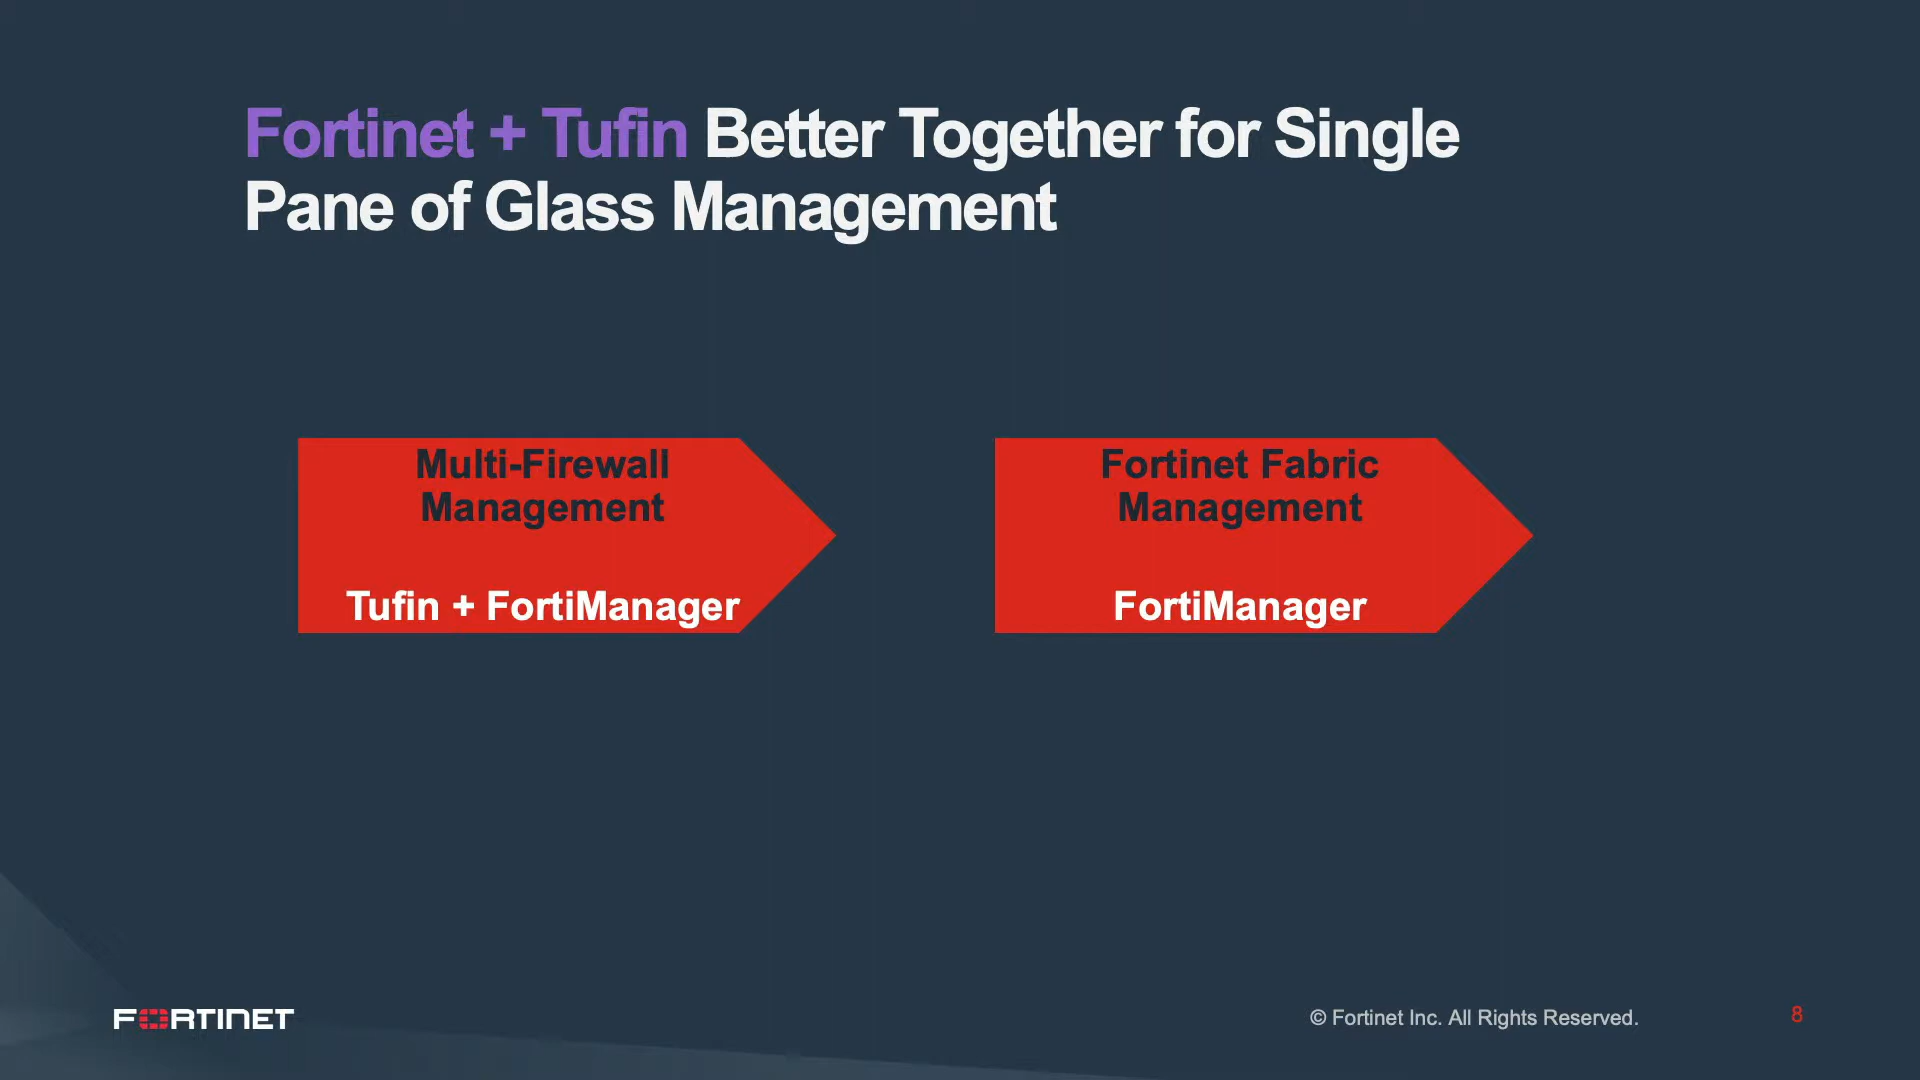 Fortinet + Tufin Better Together for Single
Pane of Glass Management
Multi-Firewall
Management
Tufin + FortiManager
Fortinet Fabric
Management
FortiManager
FORTINET
© Fortinet Inc. All Rights Reserved.
8